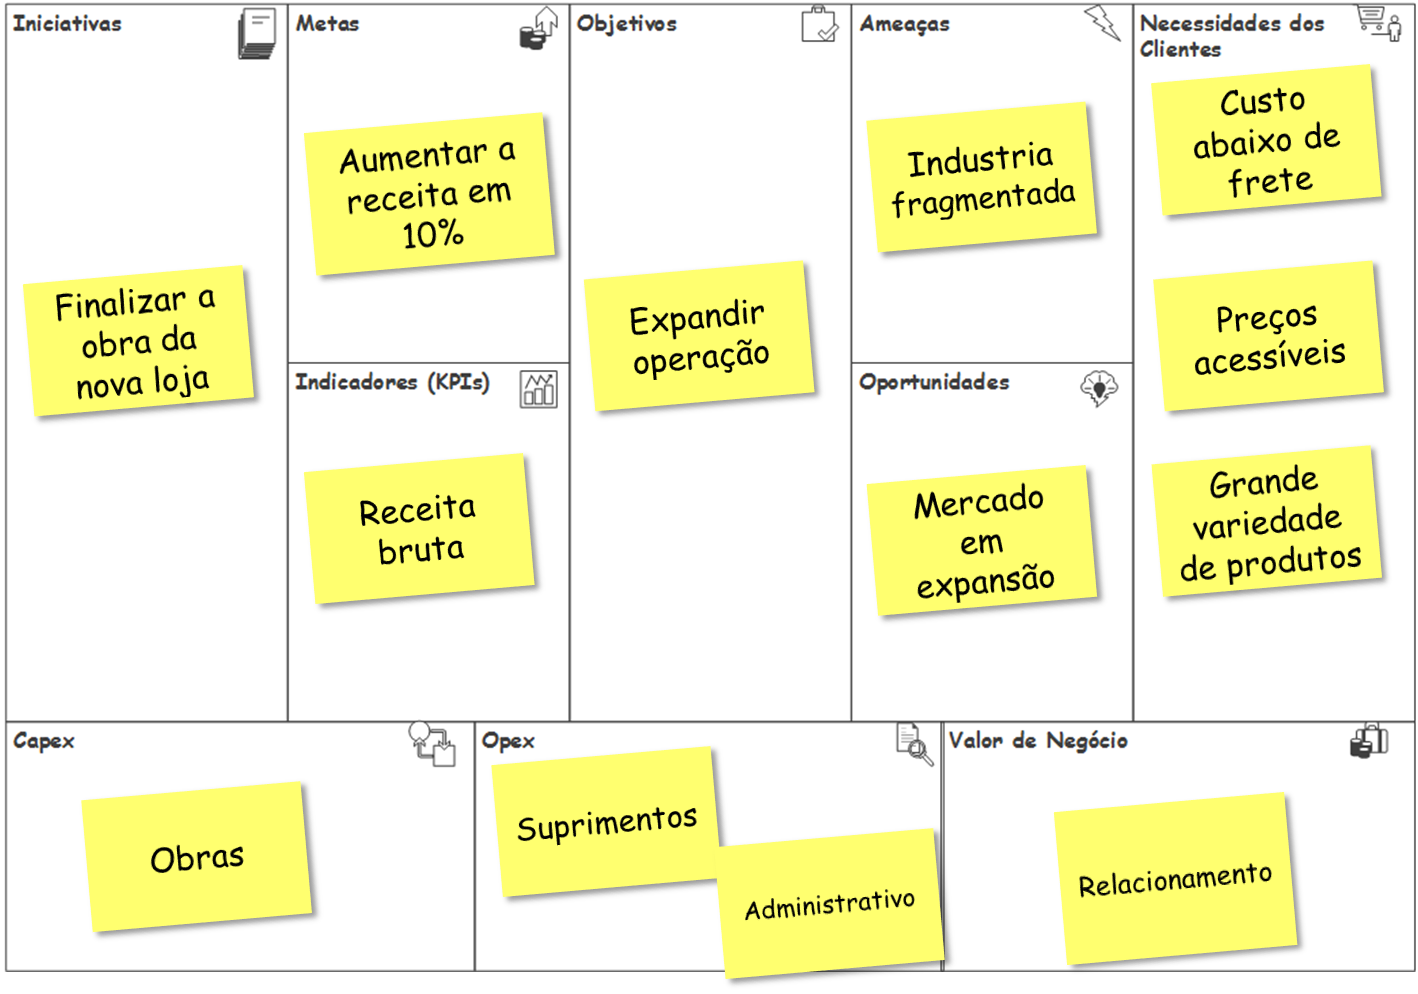 Iniciativas
Finalizar a
obra da
nova loja
Metas
Aumentar a
receita em
10%
Indicadores (KPIs)
Receita
bruta
Objetivos
Expandir
operação
Ameaças
Industria
fragmentada
Oportunidades
Mercado
em
expansão
Necessidades dos
Clientes
Custo
abaixo de
frete
Preços
acessíveis
Grande
variedade
de produtos
Capex
Obras
Opex
Suprimentos
Administrativo
Valor de Negócio
Relacionamento